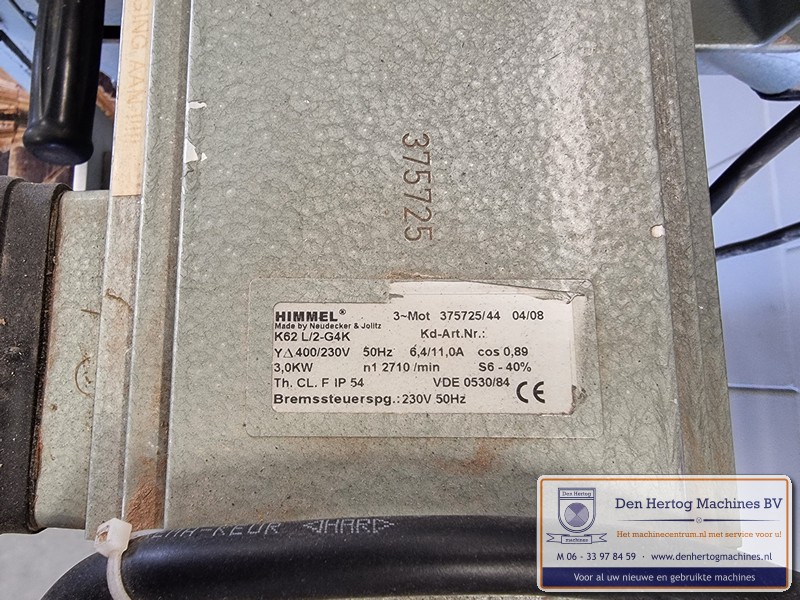 375725
HIMMEL®
Made by Neudecker & Jolitz
3~Mot 375725/44 04/08
K62 L/2-G4K Kd-Art.Nr.:
Y△400/230V 50Hz 6,4/11,0A cos 0,89
3,0KW n1 2710 /min S6 - 40%
Th. CL. F IP 54 VDE 0530/84
Bremssteuerspg.:230V 50Hz CE
KEUR ◁HAR▷
Den Hertog
machines
Den Hertog Machines BV
Het machinecentrum.nl met service voor u!
M 06 - 33 97 84 59 · www.denhertogmachines.nl
Voor al uw nieuwe en gebruikte machines